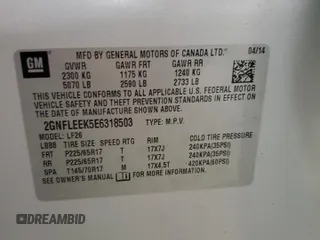 GM
MFD BY GENERAL MOTORS OF CANADA LTD. 04/14
GVWR GAWR FRT GAWR RR
2300 KG 1175 KG 1240 KG
5070 LB 2590 LB 2733 LB
THIS VEHICLE CONFORMS TO ALL APPLICABLE U.S. FEDERAL
MOTOR VEHICLE SAFETY, BUMPER, AND THEFT PREVENTION
STANDARDS IN EFFECT ON THE DATE OF MANUFACTURE SHOWN ABOVE.
2GNFLEEK5E6318503 TYPE: M.P.V.
MODEL: LF26
LBB8 TIRE SIZE SPEED RTG RIM COLD TIRE PRESSURE
FRT P225/65R17 T 17X7J 240KPA(35PSI)
RR P225/65R17 T 17X7J 240KPA(35PSI)
SPA T145/70R17 M 17X4.5T 420KPA(60PSI)
SEE OWNER'S MANUAL FOR ADDITIONAL INFORMATION.
DREAMBID